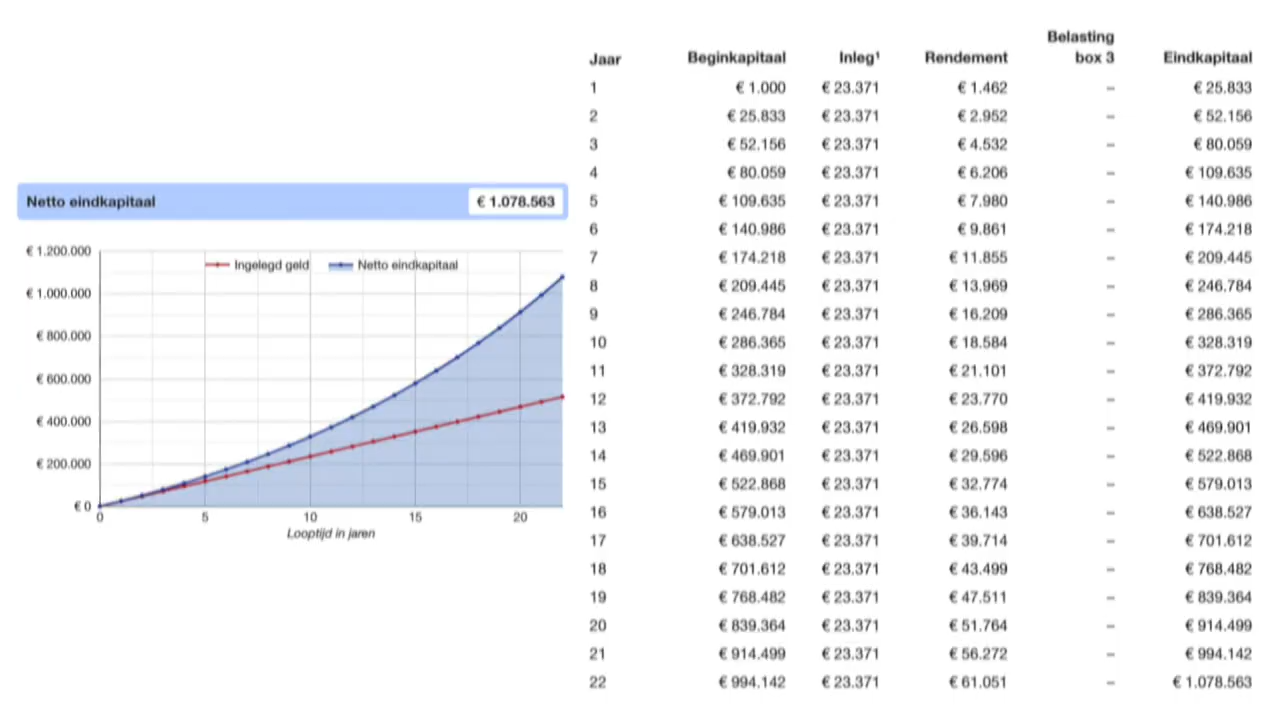 Netto eindkapitaal € 1.078.563
€ 1.200.000
€ 1.000.000
€ 800.000
€ 600.000
€ 400.000
€ 200.000
€ 0
Ingelegd geld Netto eindkapitaal
0 5 10 15 20
Looptijd in jaren
Jaar Beginkapitaal Inleg¹ Rendement Belasting box 3 Eindkapitaal
1 € 1.000 € 23.371 € 1.462 – € 25.833
2 € 25.833 € 23.371 € 2.952 – € 52.156
3 € 52.156 € 23.371 € 4.532 – € 80.059
4 € 80.059 € 23.371 € 6.206 – € 109.635
5 € 109.635 € 23.371 € 7.980 – € 140.986
6 € 140.986 € 23.371 € 9.861 – € 174.218
7 € 174.218 € 23.371 € 11.855 – € 209.445
8 € 209.445 € 23.371 € 13.969 – € 246.784
9 € 246.784 € 23.371 € 16.209 – € 286.365
10 € 286.365 € 23.371 € 18.584 – € 328.319
11 € 328.319 € 23.371 € 21.101 – € 372.792
12 € 372.792 € 23.371 € 23.770 – € 419.932
13 € 419.932 € 23.371 € 26.598 – € 469.901
14 € 469.901 € 23.371 € 29.596 – € 522.868
15 € 522.868 € 23.371 € 32.774 – € 579.013
16 € 579.013 € 23.371 € 36.143 – € 638.527
17 € 638.527 € 23.371 € 39.714 – € 701.612
18 € 701.612 € 23.371 € 43.499 – € 768.482
19 € 768.482 € 23.371 € 47.511 – € 839.364
20 € 839.364 € 23.371 € 51.764 – € 914.499
21 € 914.499 € 23.371 € 56.272 – € 994.142
22 € 994.142 € 23.371 € 61.051 – € 1.078.563